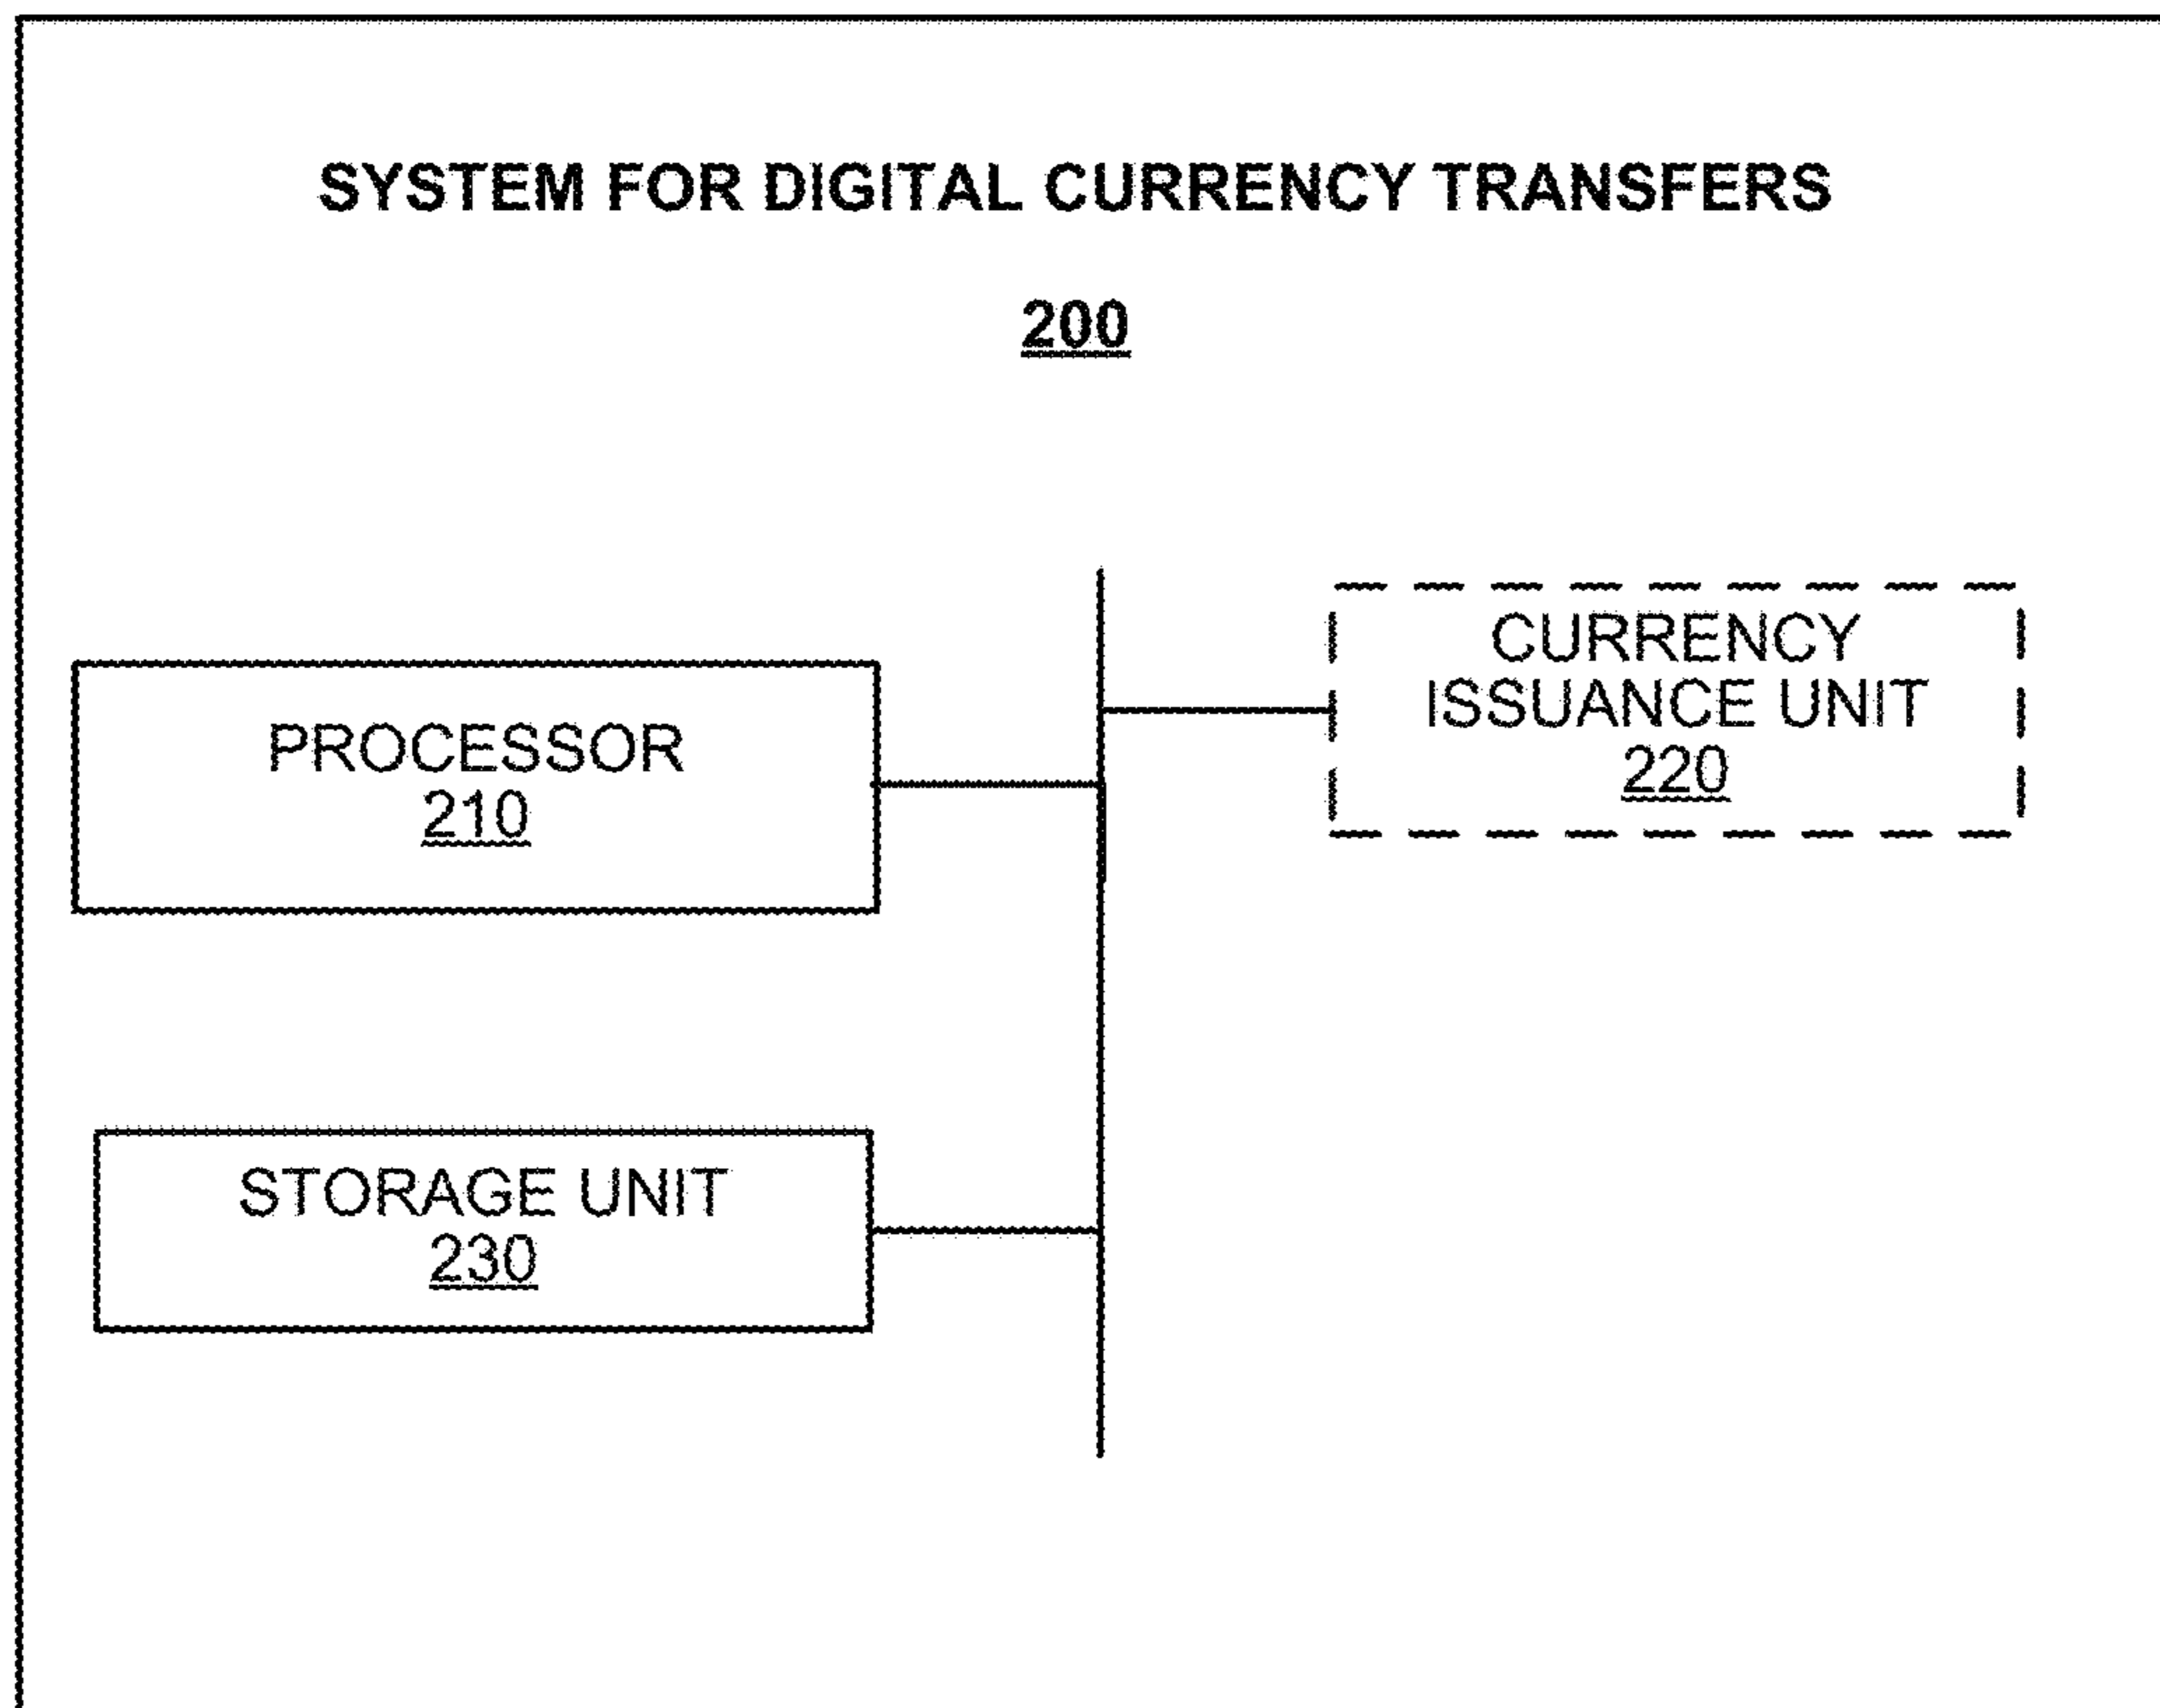 SYSTEM FOR DIGITAL CURRENCY TRANSFERS
200
CURRENCY
ISSUANCE UNIT
220
PROCESSOR
210
STORAGE UNIT
230